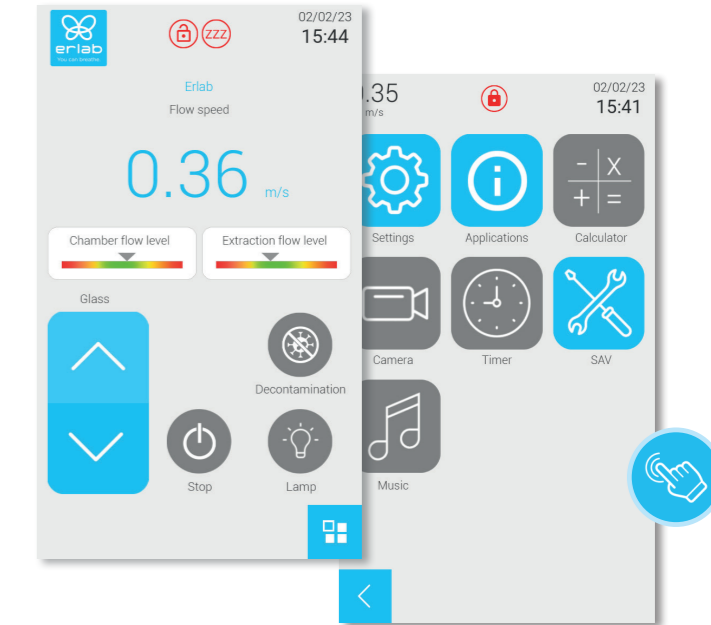 erlab
You can breathe
zzz
02/02/23
15:44
Erlab
Flow speed
0.36 m/s
Chamber flow level
Extraction flow level
Glass
Decontamination
Stop
Lamp
.35
m/s
02/02/23
15:41
Settings
Applications
Calculator
Camera
Timer
SAV
Music